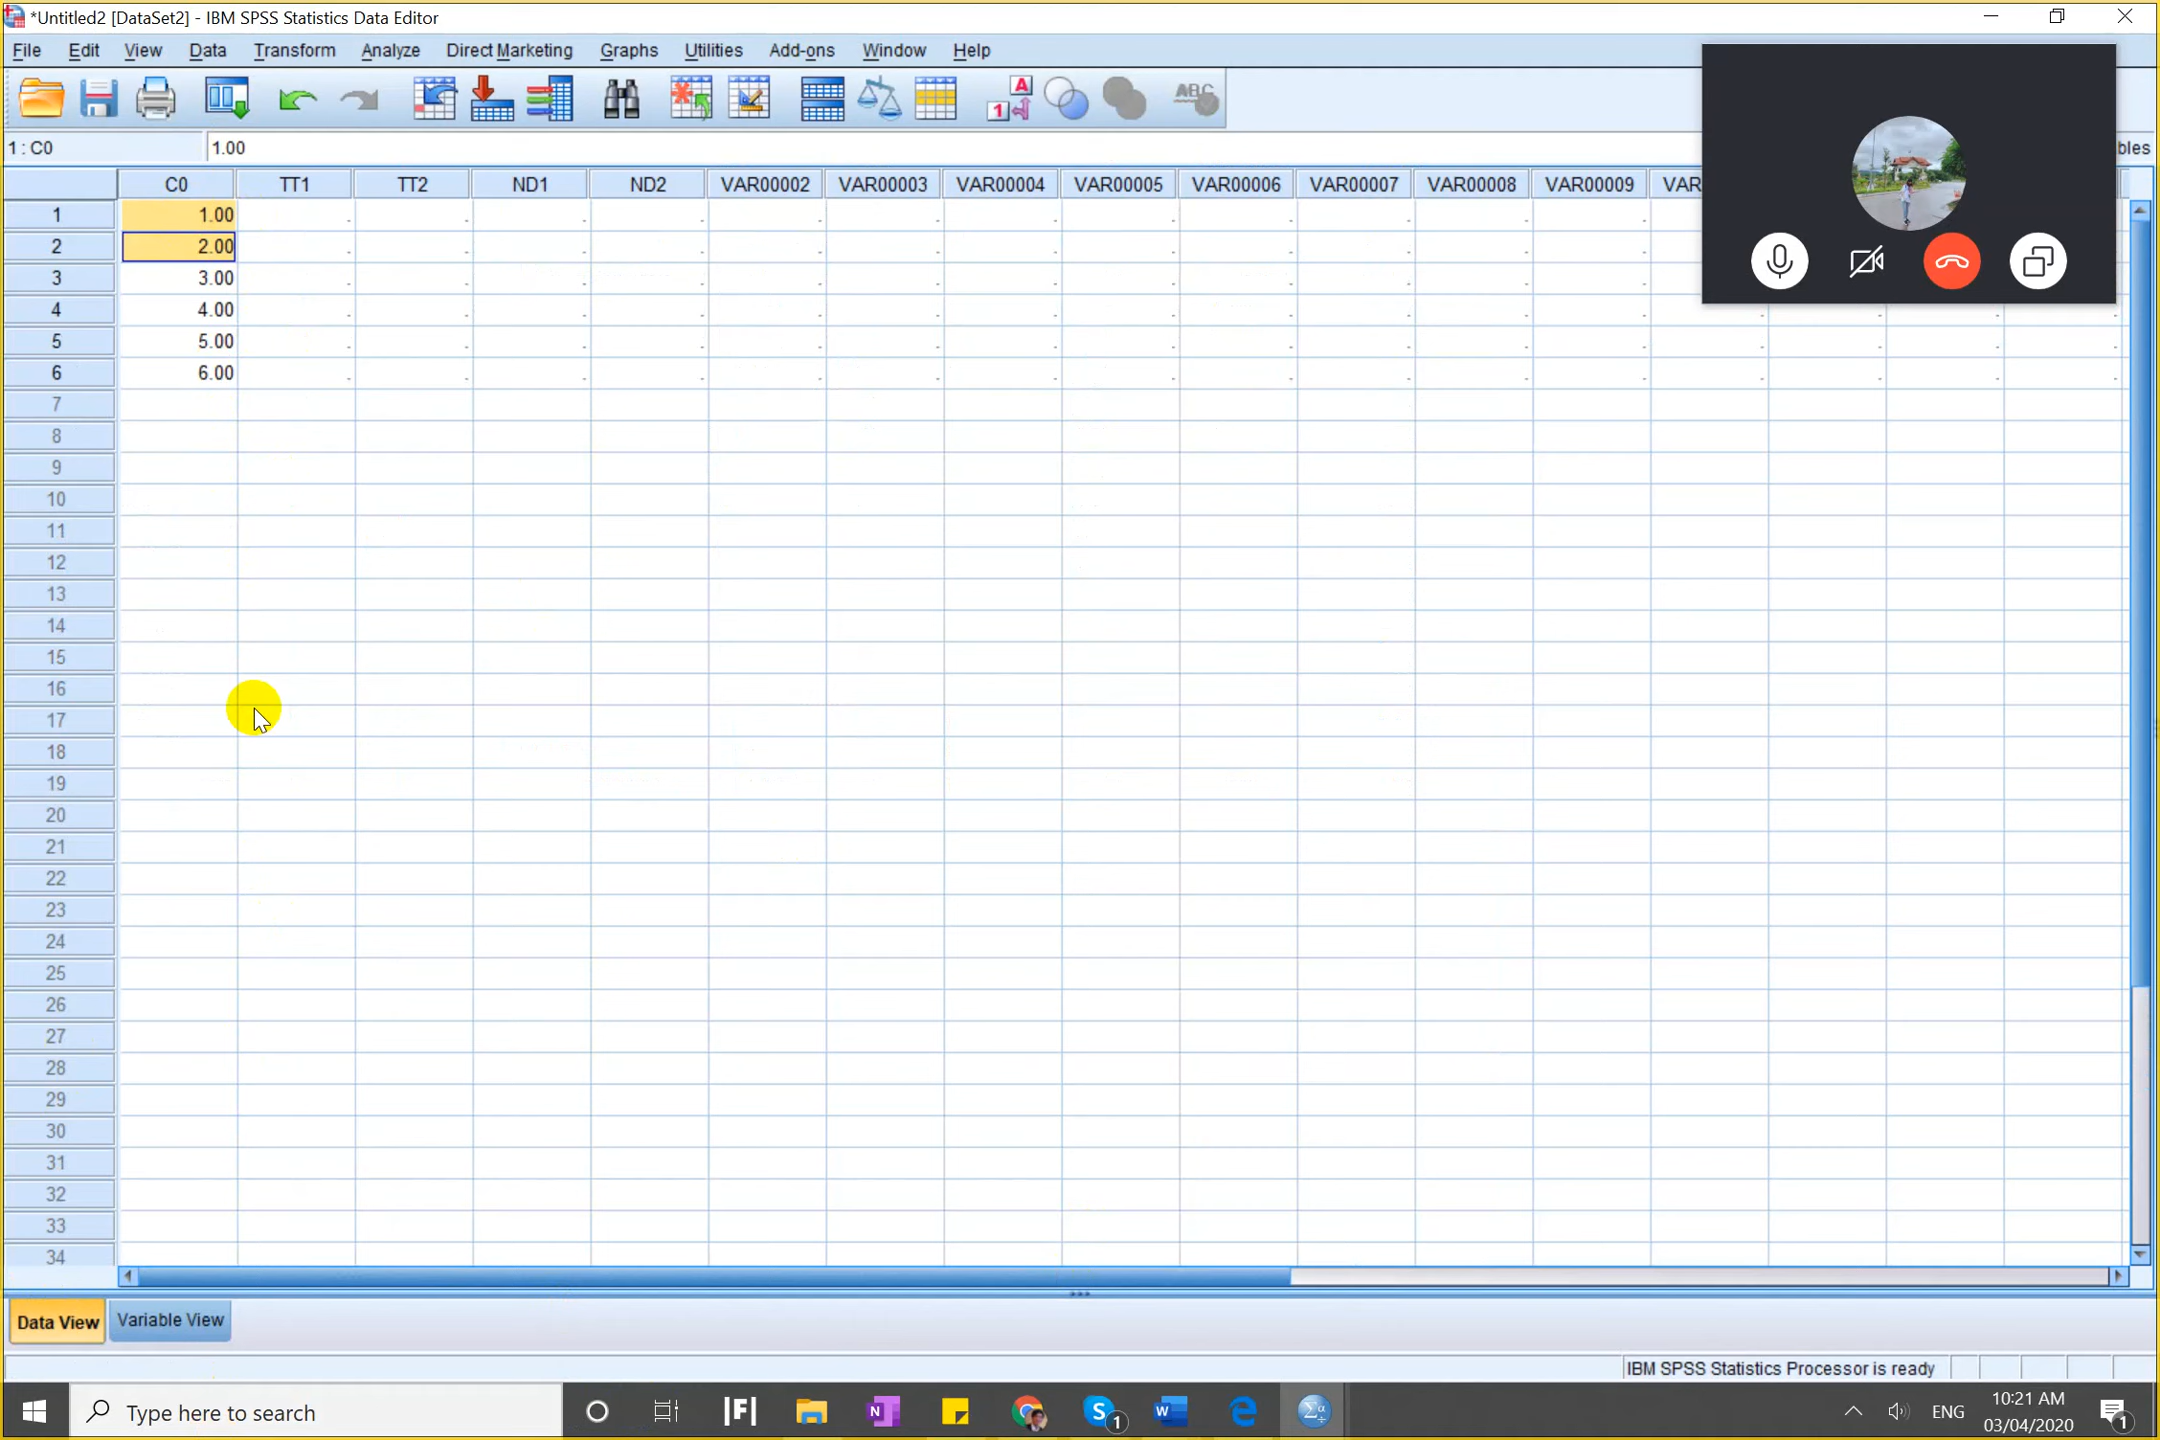 *Untitled2 [DataSet2] - IBM SPSS Statistics Data Editor
File Edit View Data Transform Analyze Direct Marketing Graphs Utilities Add-ons Window Help
A
1
ABC
1 : C0 1.00 bles
C0 TT1 TT2 ND1 ND2 VAR00002 VAR00003 VAR00004 VAR00005 VAR00006 VAR00007 VAR00008 VAR00009 VAR
1 1.00 . . . . . . . . . . . .
2 2.00 . . . . . . . . . . . .
3 3.00 . . . . . . . . . . . .
4 4.00 . . . . . . . . . . . . . . . .
5 5.00 . . . . . . . . . . . . . . . .
6 6.00 . . . . . . . . . . . . . . . .
7
8
9
10
11
12
13
14
15
16
17
18
19
20
21
22
23
24
25
26
27
28
29
30
31
32
33
34
Data View Variable View
IBM SPSS Statistics Processor is ready
Type here to search
|F|
N
S 1
W
Σα
ENG
10:21 AM
03/04/2020
1